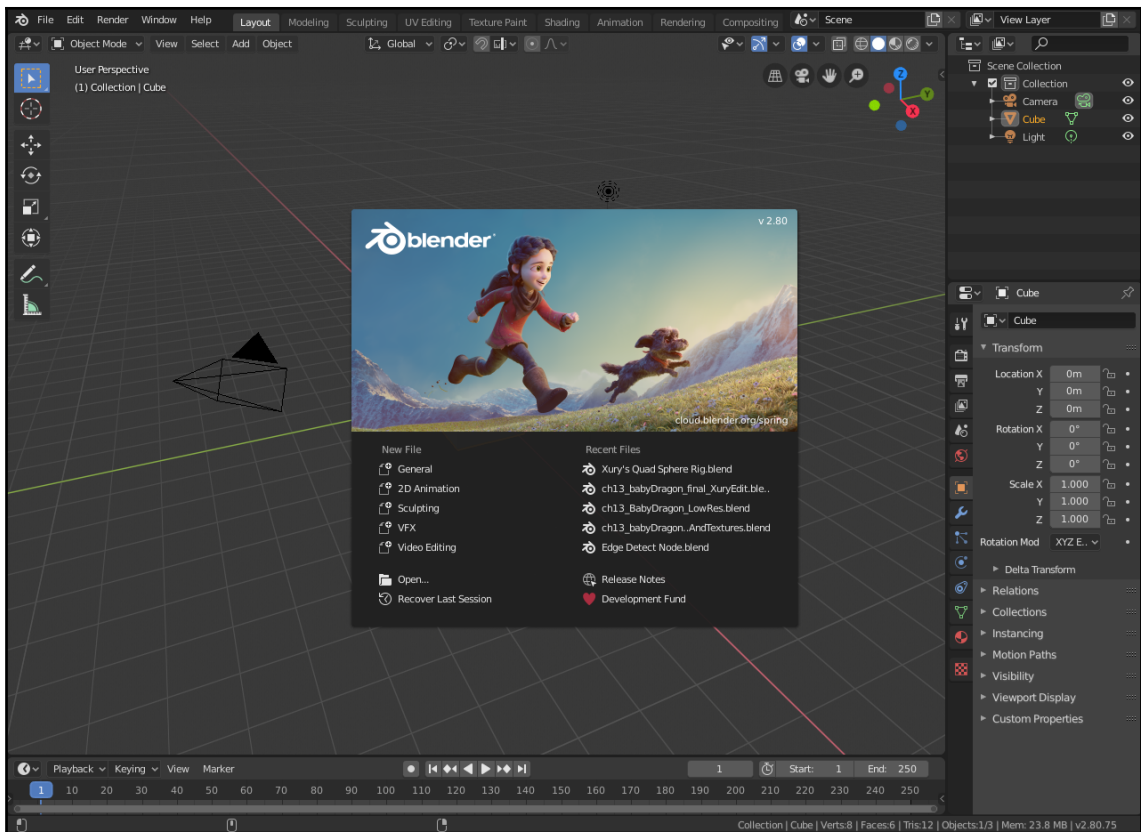 File Edit Render Window Help Layout Modeling Sculpting UV Editing Texture Paint Shading Animation Rendering Compositing Scene View Layer
Object Mode View Select Add Object Global
User Perspective
(1) Collection | Cube
Z
Y
X
Scene Collection
Collection
Camera
Cube
Light
blender
v 2.80
cloud.blender.org/spring
New File
General
2D Animation
Sculpting
VFX
Video Editing
Open...
Recover Last Session
Recent Files
Xury's Quad Sphere Rig.blend
ch13_babyDragon_final_XuryEdit.ble..
ch13_BabyDragon_LowRes.blend
ch13_babyDragon..AndTextures.blend
Edge Detect Node.blend
Release Notes
Development Fund
Cube
Cube
Transform
Location X 0m
Y 0m
Z 0m
Rotation X 0°
Y 0°
Z 0°
Scale X 1.000
Y 1.000
Z 1.000
Rotation Mod XYZ E..
Delta Transform
Relations
Collections
Instancing
Motion Paths
Visibility
Viewport Display
Custom Properties
Playback Keying View Marker 1 Start: 1 End: 250
1 10 20 30 40 50 60 70 80 90 100 110 120 130 140 150 160 170 180 190 200 210 220 230 240 250
Collection | Cube | Verts:8 | Faces:6 | Tris:12 | Objects:1/3 | Mem: 23.8 MB | v2.80.75